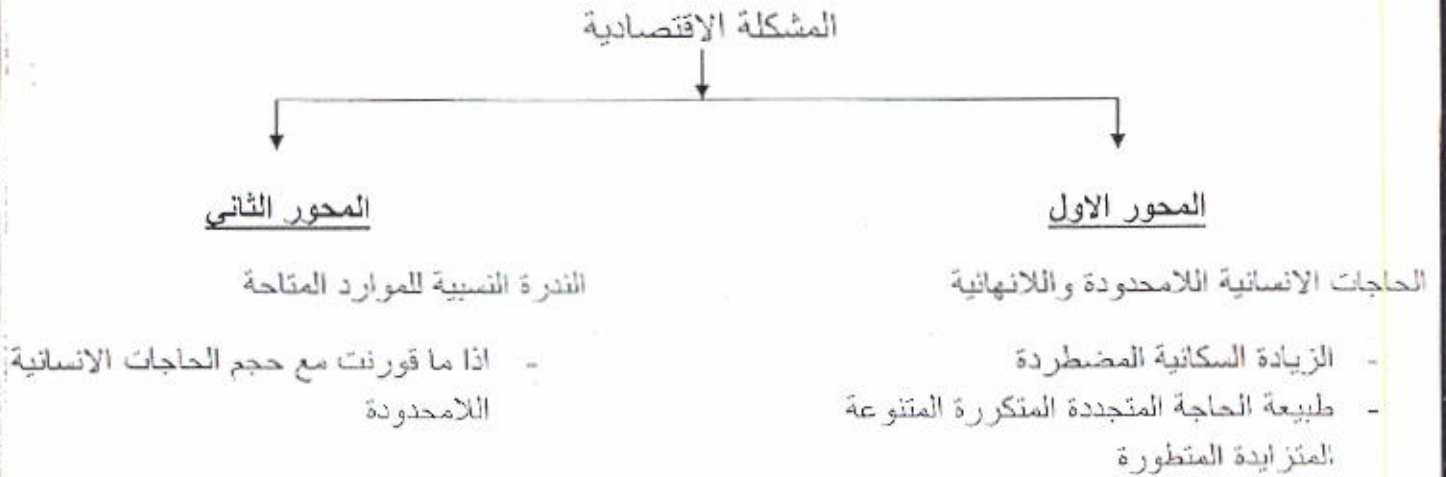 المشكلة الاقتصادية
المحور الاول
المحور الثاني
الحاجات الانسانية اللامحدودة واللانهائية
الندرة النسبية للموارد المتاحة
- الزيادة السكانية المضطردة
- طبيعة الحاجة المتجددة المتكررة المتنوعة
المتزايدة المتطورة
- اذا ما قورنت مع حجم الحاجات الانسانية
اللامحدودة